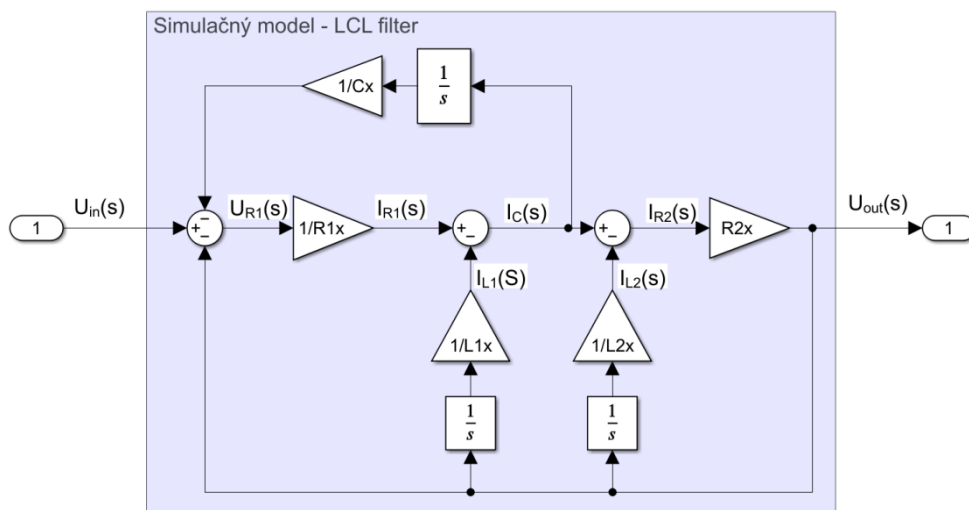 Simulačný model - LCL filter
1/Cx
1
s
Uin(s)
UR1(s)
IR1(s)
IC(s)
IR2(s)
Uout(s)
1
+
−
−
1/R1x
+
−
+
−
R2x
1
IL1(S)
IL2(s)
1/L1x
1/L2x
1
s
1
s